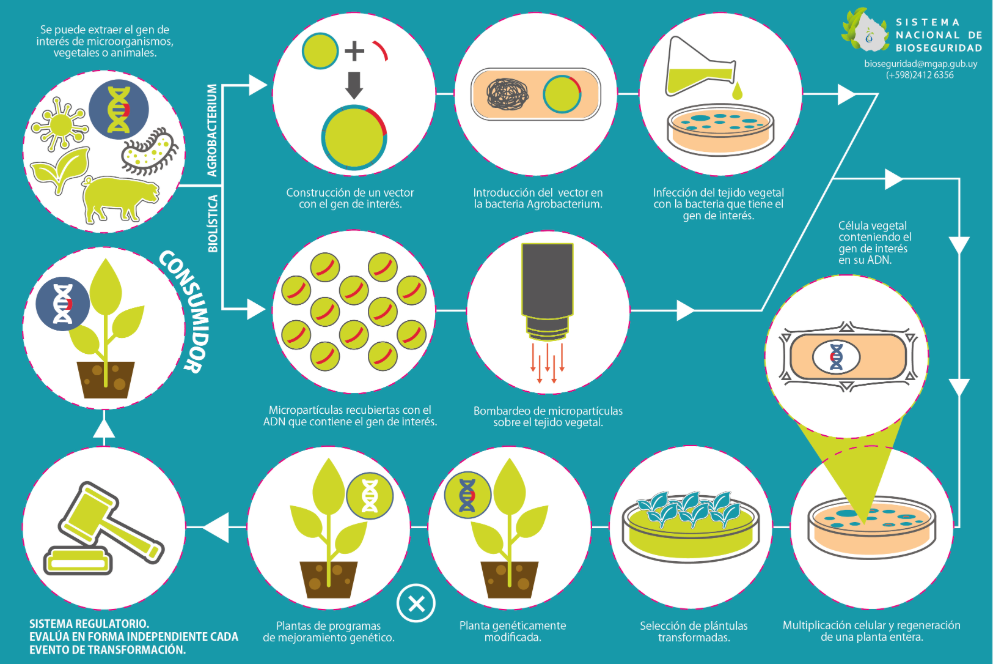 Se puede extraer el gen de
interés de microorganismos,
vegetales o animales.
SISTEMA
NACIONAL DE
BIOSEGURIDAD
bioseguridad@mgap.gub.uy
(+598)2412 6356
AGROBACTERIUM
BIOLÍSTICA
Construcción de un vector
con el gen de interés.
Introducción del vector en
la bacteria Agrobacterium.
Infección del tejido vegetal
con la bacteria que tiene el
gen de interés.
Célula vegetal
conteniendo el
gen de interés
en su ADN.
CONSUMIDOR
Micropartículas recubiertas con el
ADN que contiene el gen de interés.
Bombardeo de micropartículas
sobre el tejido vegetal.
SISTEMA REGULATORIO.
EVALÚA EN FORMA INDEPENDIENTE CADA
EVENTO DE TRANSFORMACIÓN.
Plantas de programas
de mejoramiento genético.
Planta genéticamente
modificada.
Selección de plántulas
transformadas.
Multiplicación celular y regeneración
de una planta entera.